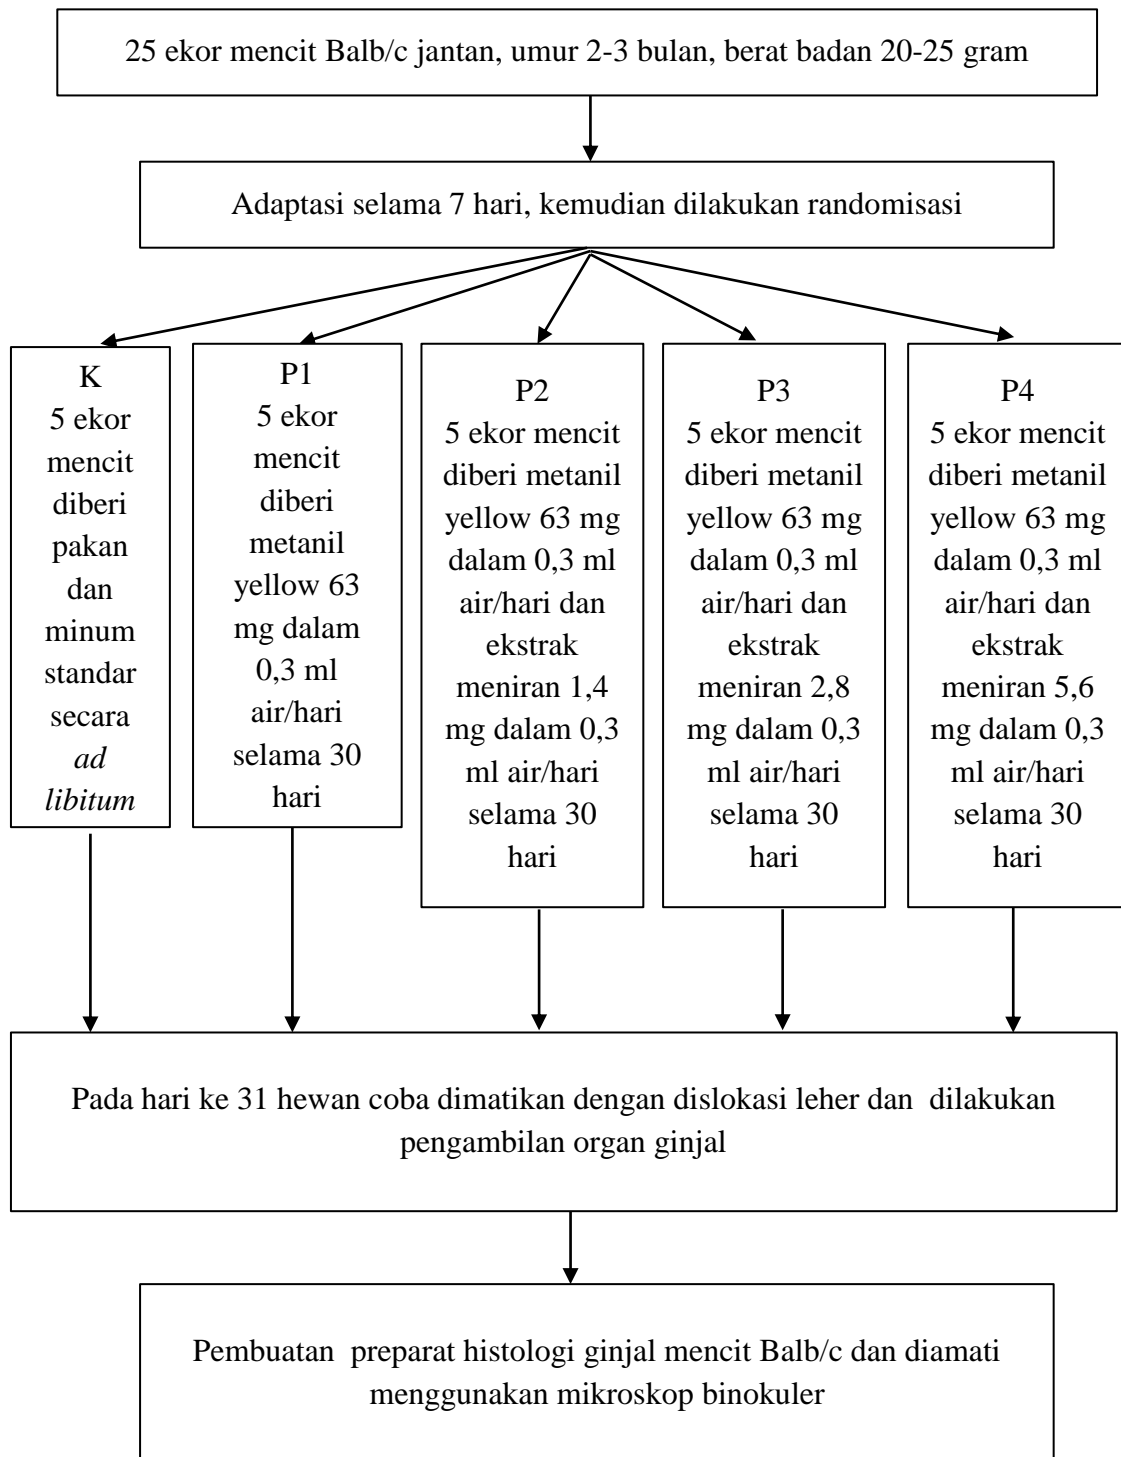 25 ekor mencit Balb/c jantan, umur 2-3 bulan, berat badan 20-25 gram
Adaptasi selama 7 hari, kemudian dilakukan randomisasi
K
5 ekor
mencit
diberi
pakan
dan
minum
standar
secara
ad
libitum
P1
5 ekor
mencit
diberi
metanil
yellow 63
mg dalam
0,3 ml
air/hari
selama 30
hari
P2
5 ekor mencit
diberi metanil
yellow 63 mg
dalam 0,3 ml
air/hari dan
ekstrak
meniran 1,4
mg dalam 0,3
ml air/hari
selama 30
hari
P3
5 ekor mencit
diberi metanil
yellow 63 mg
dalam 0,3 ml
air/hari dan
ekstrak
meniran 2,8
mg dalam 0,3
ml air/hari
selama 30
hari
P4
5 ekor mencit
diberi metanil
yellow 63 mg
dalam 0,3 ml
air/hari dan
ekstrak
meniran 5,6
mg dalam 0,3
ml air/hari
selama 30
hari
Pada hari ke 31 hewan coba dimatikan dengan dislokasi leher dan  dilakukan
pengambilan organ ginjal
Pembuatan  preparat histologi ginjal mencit Balb/c dan diamati
menggunakan mikroskop binokuler